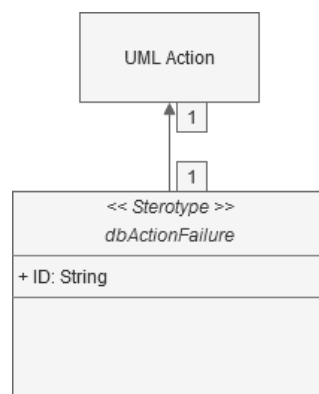 UML Action
1
1
<< Sterotype >>
dbActionFailure
+ ID: String